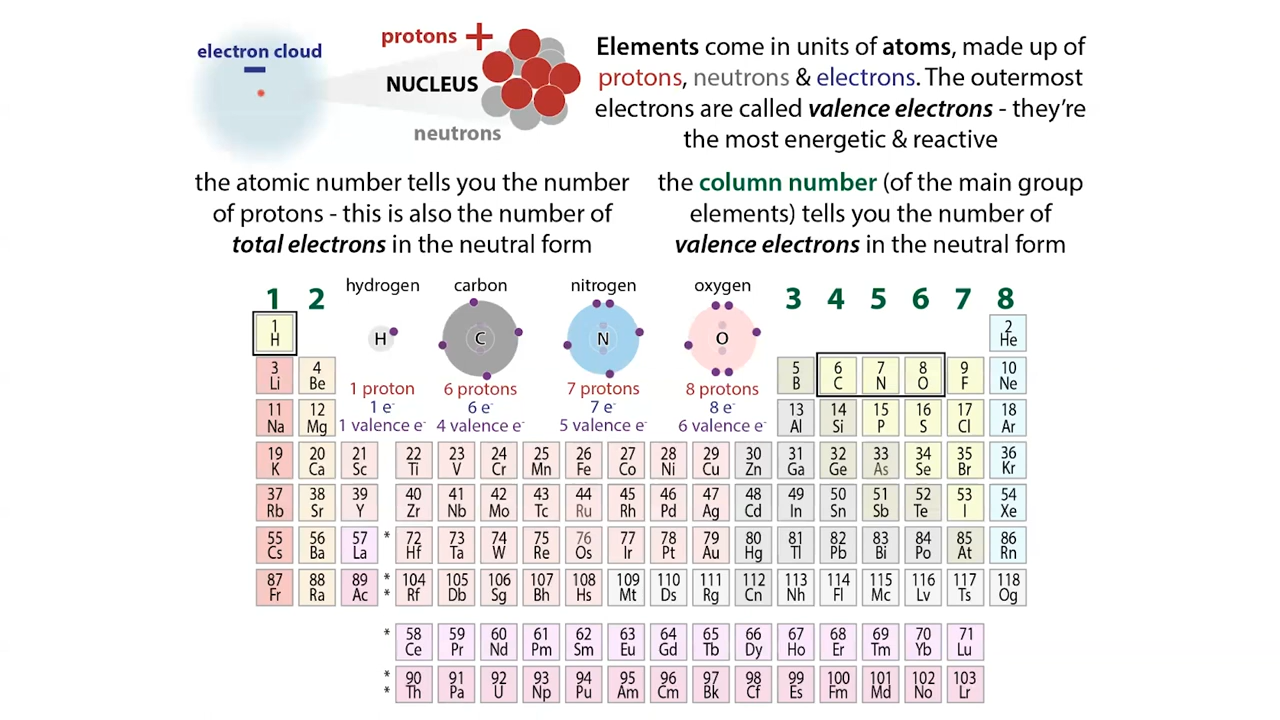 electron cloud
−
protons +
NUCLEUS
neutrons
Elements come in units of atoms, made up of
protons, neutrons & electrons. The outermost
electrons are called valence electrons - they're
the most energetic & reactive
the atomic number tells you the number
of protons - this is also the number of
total electrons in the neutral form
the column number (of the main group
elements) tells you the number of
valence electrons in the neutral form
hydrogen carbon nitrogen oxygen
1 2 3 4 5 6 7 8
H C N O
1 proton 6 protons 7 protons 8 protons
1 e⁻ 6 e⁻ 7 e⁻ 8 e⁻
1 valence e⁻ 4 valence e⁻ 5 valence e⁻ 6 valence e⁻
1 2
H He
3 4 5 6 7 8 9 10
Li Be B C N O F Ne
11 12 13 14 15 16 17 18
Na Mg Al Si P S Cl Ar
19 20 21 22 23 24 25 26 27 28 29 30 31 32 33 34 35 36
K Ca Sc Ti V Cr Mn Fe Co Ni Cu Zn Ga Ge As Se Br Kr
37 38 39 40 41 42 43 44 45 46 47 48 49 50 51 52 53 54
Rb Sr Y Zr Nb Mo Tc Ru Rh Pd Ag Cd In Sn Sb Te I Xe
55 56 57 * 72 73 74 75 76 77 78 79 80 81 82 83 84 85 86
Cs Ba La Hf Ta W Re Os Ir Pt Au Hg Tl Pb Bi Po At Rn
87 88 89 * 104 105 106 107 108 109 110 111 112 113 114 115 116 117 118
Fr Ra Ac * Rf Db Sg Bh Hs Mt Ds Rg Cn Nh Fl Mc Lv Ts Og
* 58 59 60 61 62 63 64 65 66 67 68 69 70 71
Ce Pr Nd Pm Sm Eu Gd Tb Dy Ho Er Tm Yb Lu
* 90 91 92 93 94 95 96 97 98 99 100 101 102 103
* Th Pa U Np Pu Am Cm Bk Cf Es Fm Md No Lr